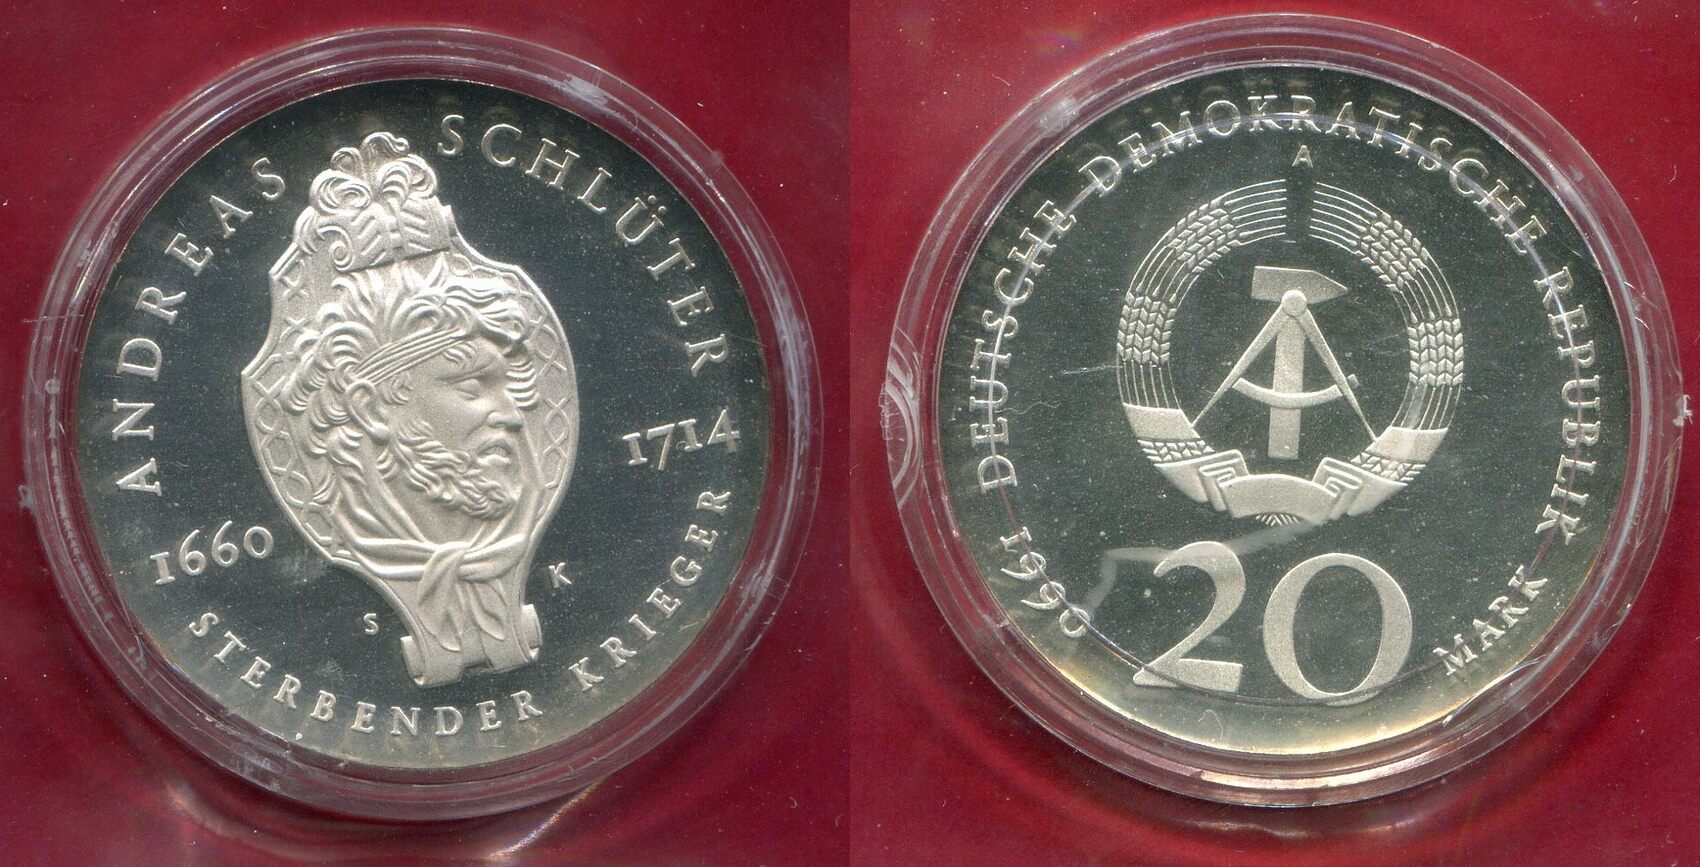 ANDREAS SCHLÜTER
1660
1714
S
K
STERBENDER KRIEGER
DEUTSCHE DEMOKRATISCHE REPUBLIK
A
1990
20
MARK